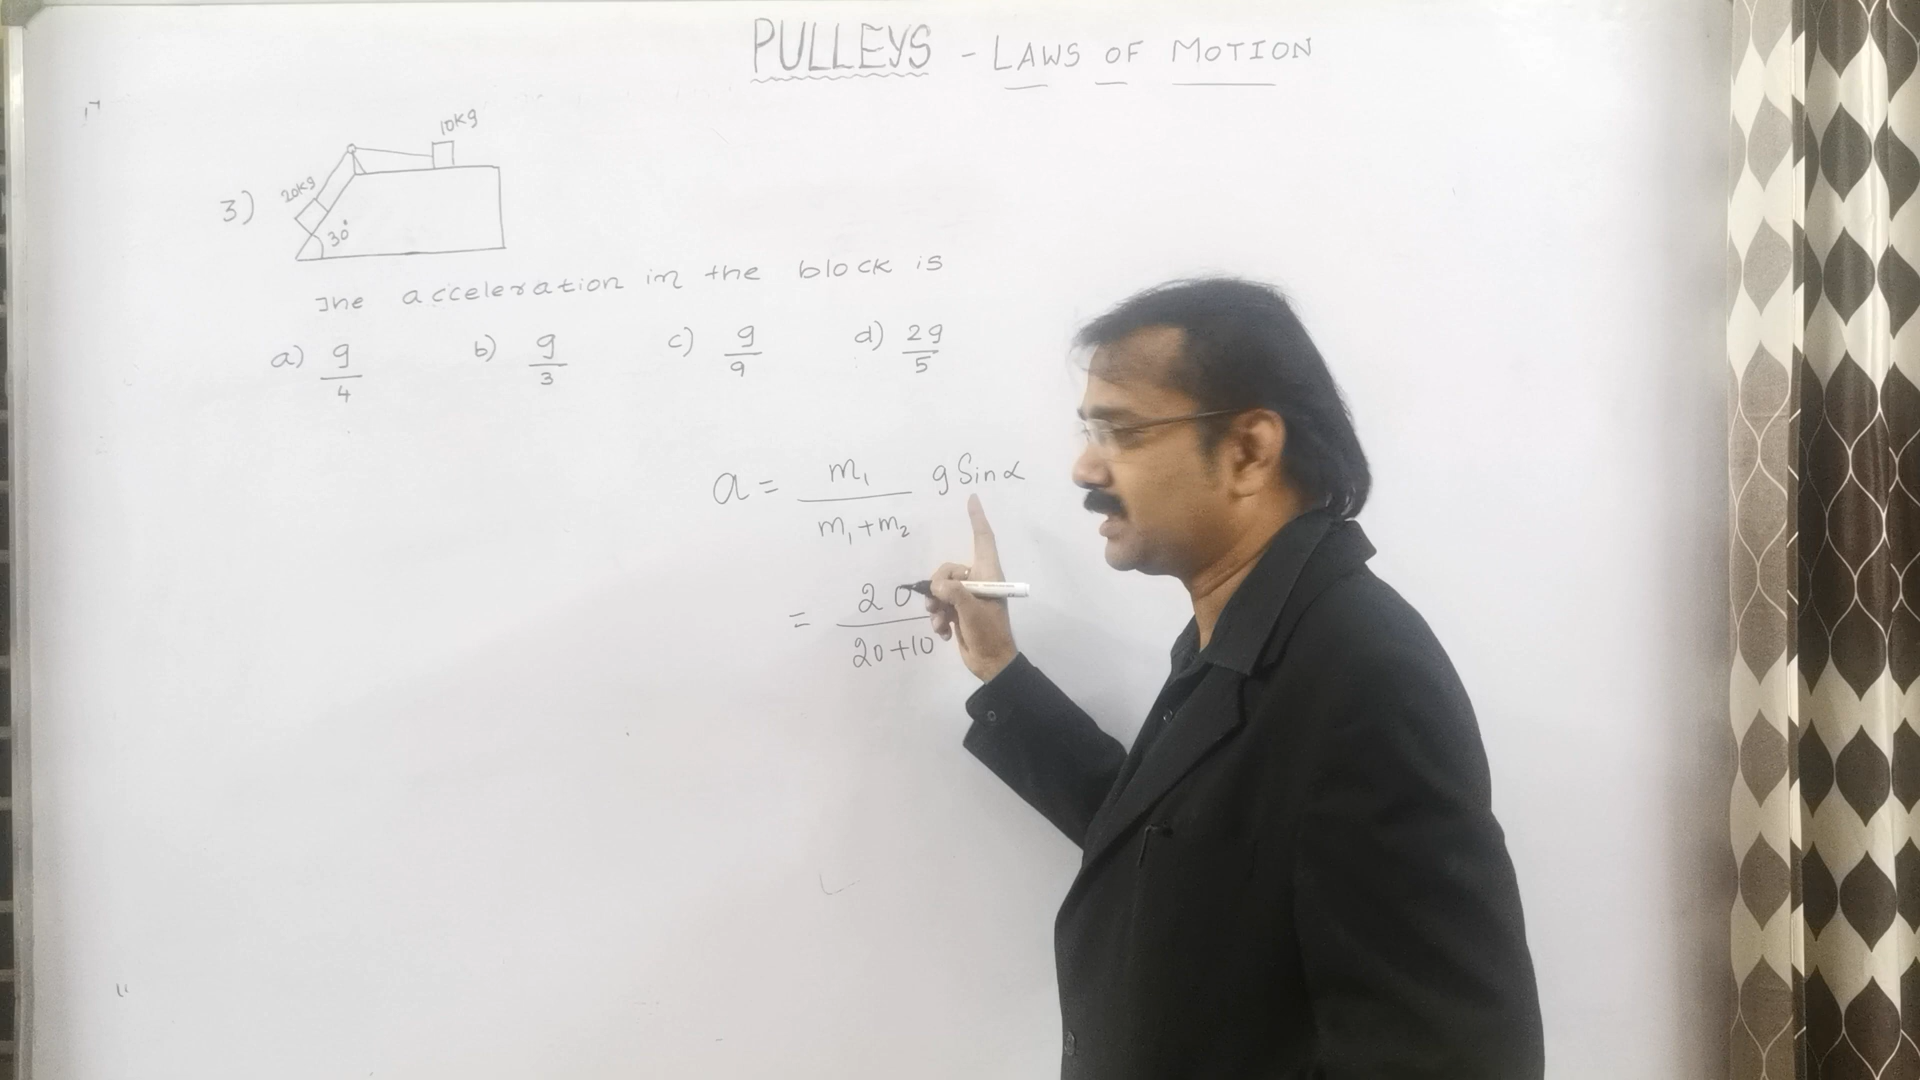 PULLEYS - LAWS OF MOTION
10kg
20kg
3)
30°
The acceleration in the block is
a) g/4 b) g/3 c) g/9 d) 2g/5
a = m₁/(m₁+m₂) g Sin α
= 20/(20+10)